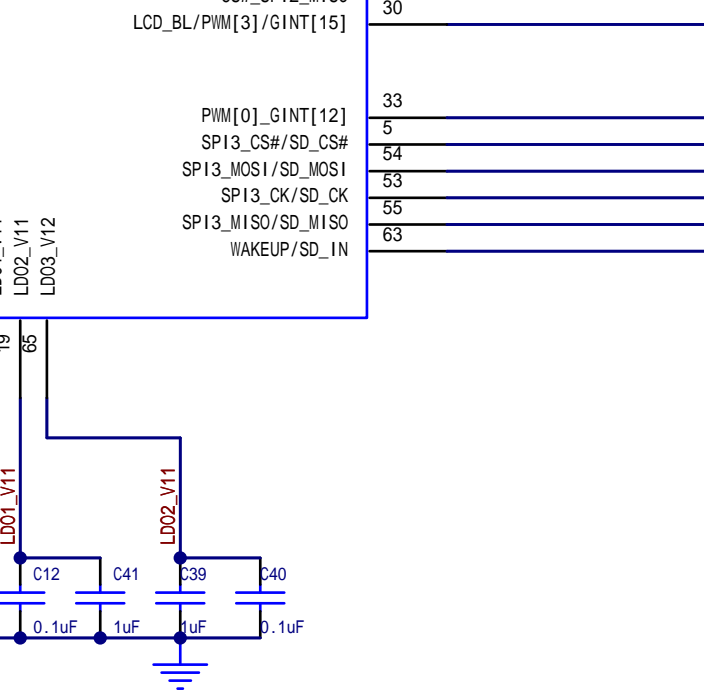 30
LCD_BL/PWM[3]/GINT[15]
33
PWM[0]_GINT[12]
5
SPI3_CS#/SD_CS#
54
SPI3_MOSI/SD_MOSI
53
SPI3_CK/SD_CK
55
SPI3_MISO/SD_MISO
63
WAKEUP/SD_IN
LDO2_V11
LDO3_V12
19
65
LDO1_V11
LDO2_V11
C12
C41
C39
C40
0.1uF
1uF
1uF
0.1uF